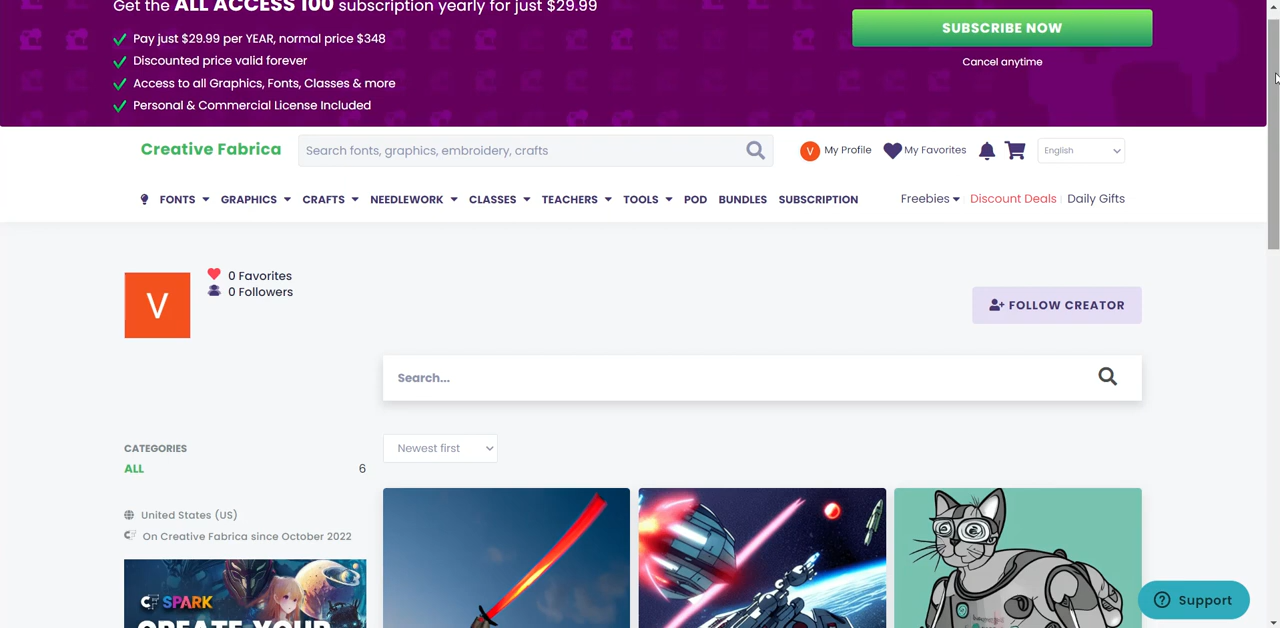 Get the ALL ACCESS 100 subscription yearly for just $29.99
Pay just $29.99 per YEAR, normal price $348
Discounted price valid forever
Access to all Graphics, Fonts, Classes & more
Personal & Commercial License Included
SUBSCRIBE NOW
Cancel anytime
Creative Fabrica
Search fonts, graphics, embroidery, crafts
V My Profile My Favorites English
FONTS GRAPHICS CRAFTS NEEDLEWORK CLASSES TEACHERS TOOLS POD BUNDLES SUBSCRIPTION Freebies Discount Deals Daily Gifts
V
0 Favorites
0 Followers
FOLLOW CREATOR
Search...
CATEGORIES
ALL 6
Newest first
United States (US)
On Creative Fabrica since October 2022
CF SPARK
CREATE YOUR
Support